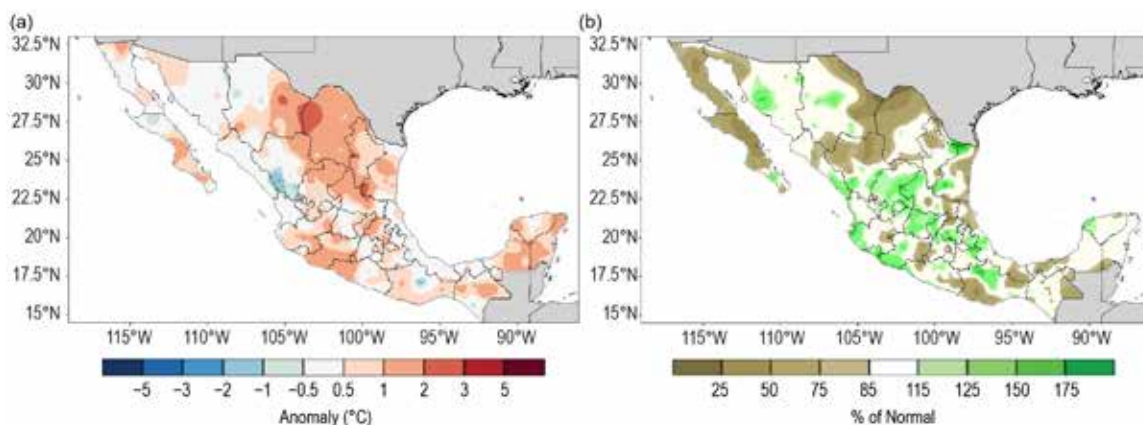 (a)
(b)
32.5°N
30°N
27.5°N
25°N
22.5°N
20°N
17.5°N
15°N
115°W 110°W 105°W 100°W 95°W 90°W
−5 −3 −2 −1 −0.5 0.5 1 2 3 5
Anomaly (°C)
32.5°N
30°N
27.5°N
25°N
22.5°N
20°N
17.5°N
15°N
115°W 110°W 105°W 100°W 95°W 90°W
25 50 75 85 115 125 150 175
% of Normal